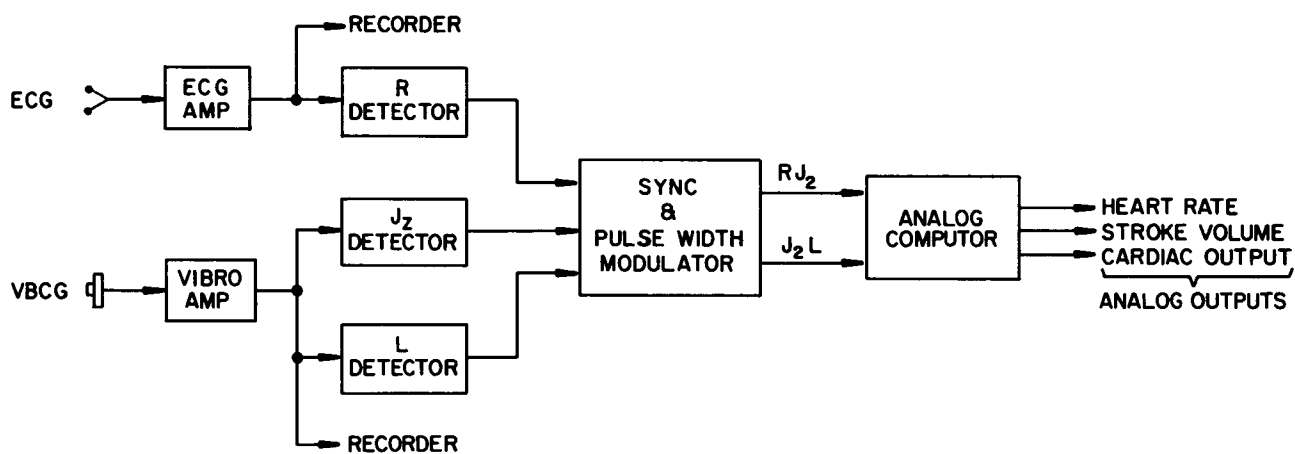 RECORDER
ECG
ECG
AMP
R
DETECTOR
SYNC
&
PULSE WIDTH
MODULATOR
RJ2
J2L
ANALOG
COMPUTOR
HEART RATE
STROKE VOLUME
CARDIAC OUTPUT
ANALOG OUTPUTS
JZ
DETECTOR
VBCG
VIBRO
AMP
L
DETECTOR
RECORDER